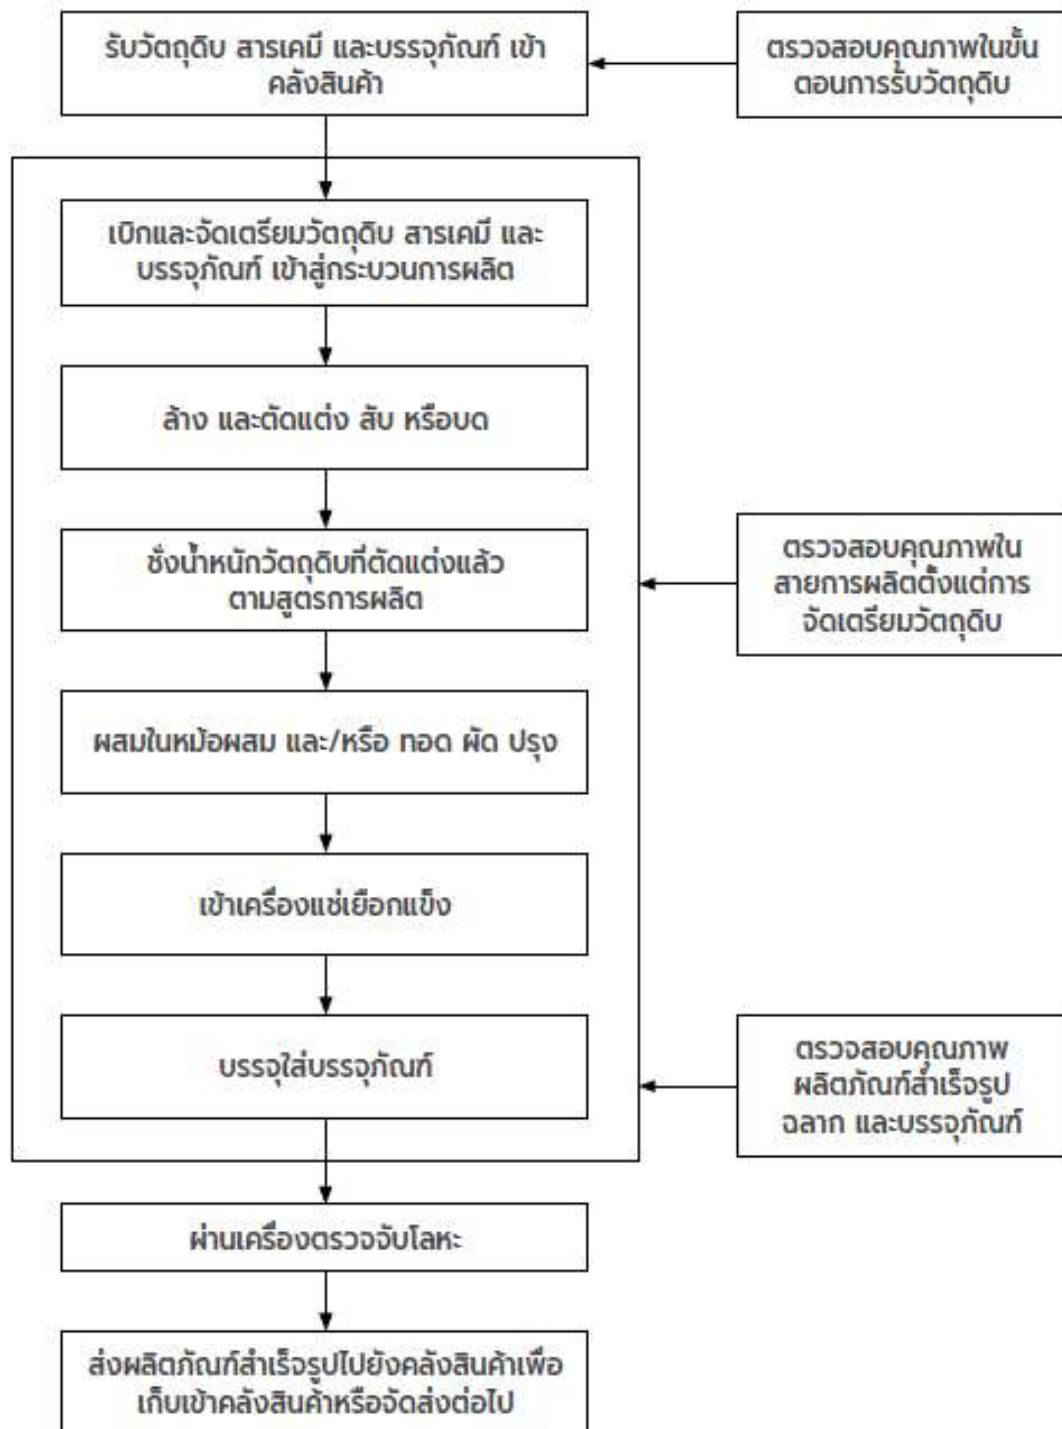 รับวัตถุดิบ สารเคมี และบรรจุภัณฑ์ เข้า
คลังสินค้า
ตรวจสอบคุณภาพในขั้น
ตอนการรับวัตถุดิบ
เบิกและจัดเตรียมวัตถุดิบ สารเคมี และ
บรรจุภัณฑ์ เข้าสู่กระบวนการผลิต
ล้าง และตัดแต่ง สับ หรือบด
ชั่งน้ำหนักวัตถุดิบที่ตัดแต่งแล้ว
ตามสูตรการผลิต
ตรวจสอบคุณภาพใน
สายการผลิตตั้งแต่การ
จัดเตรียมวัตถุดิบ
ผสมในหม้อผสม และ/หรือ ทอด ผัด ปรุง
เข้าเครื่องแช่เยือกแข็ง
บรรจุใส่บรรจุภัณฑ์
ตรวจสอบคุณภาพ
ผลิตภัณฑ์สำเร็จรูป
ฉลาก และบรรจุภัณฑ์
ผ่านเครื่องตรวจจับโลหะ
ส่งผลิตภัณฑ์สำเร็จรูปไปยังคลังสินค้าเพื่อ
เก็บเข้าคลังสินค้าหรือจัดส่งต่อไป